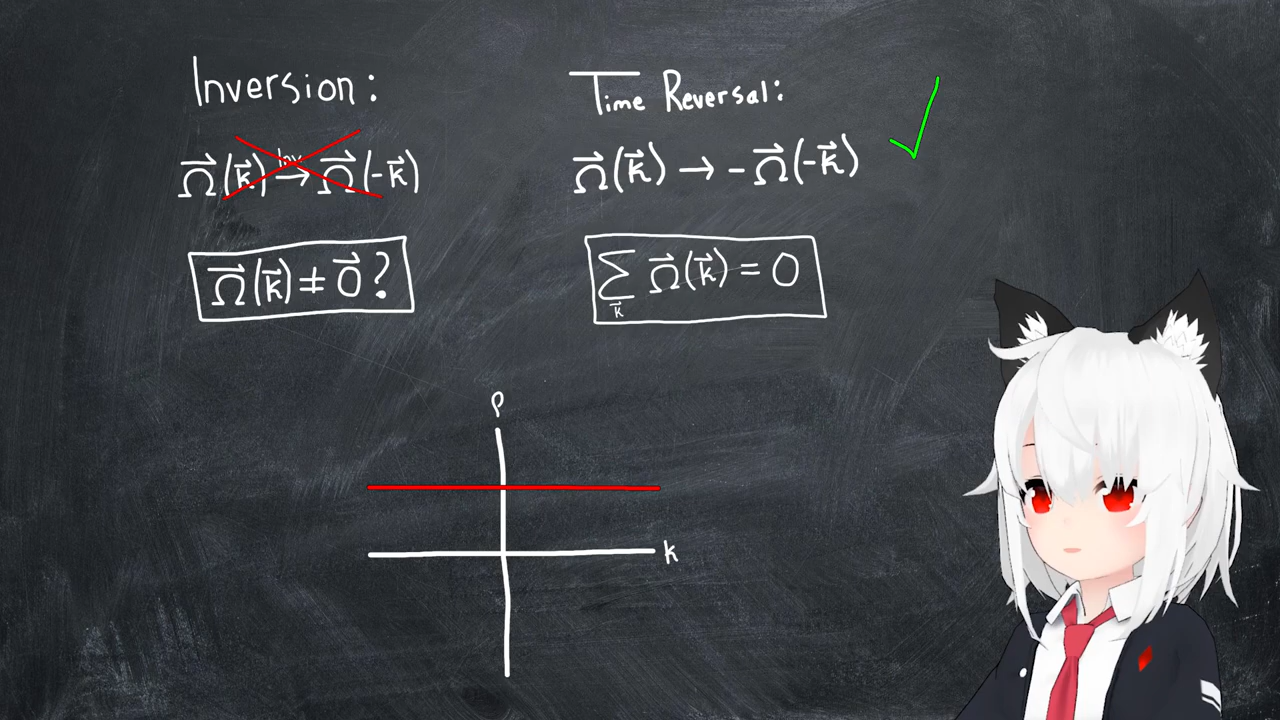 Inversion:
Ω⃗(k⃗) → Ω⃗(-k⃗)
Ω⃗(k⃗) ≠ 0⃗ ?
Time Reversal:
Ω⃗(k⃗) → -Ω⃗(-k⃗)
∑ Ω⃗(k⃗) = 0
k⃗
ρ
k